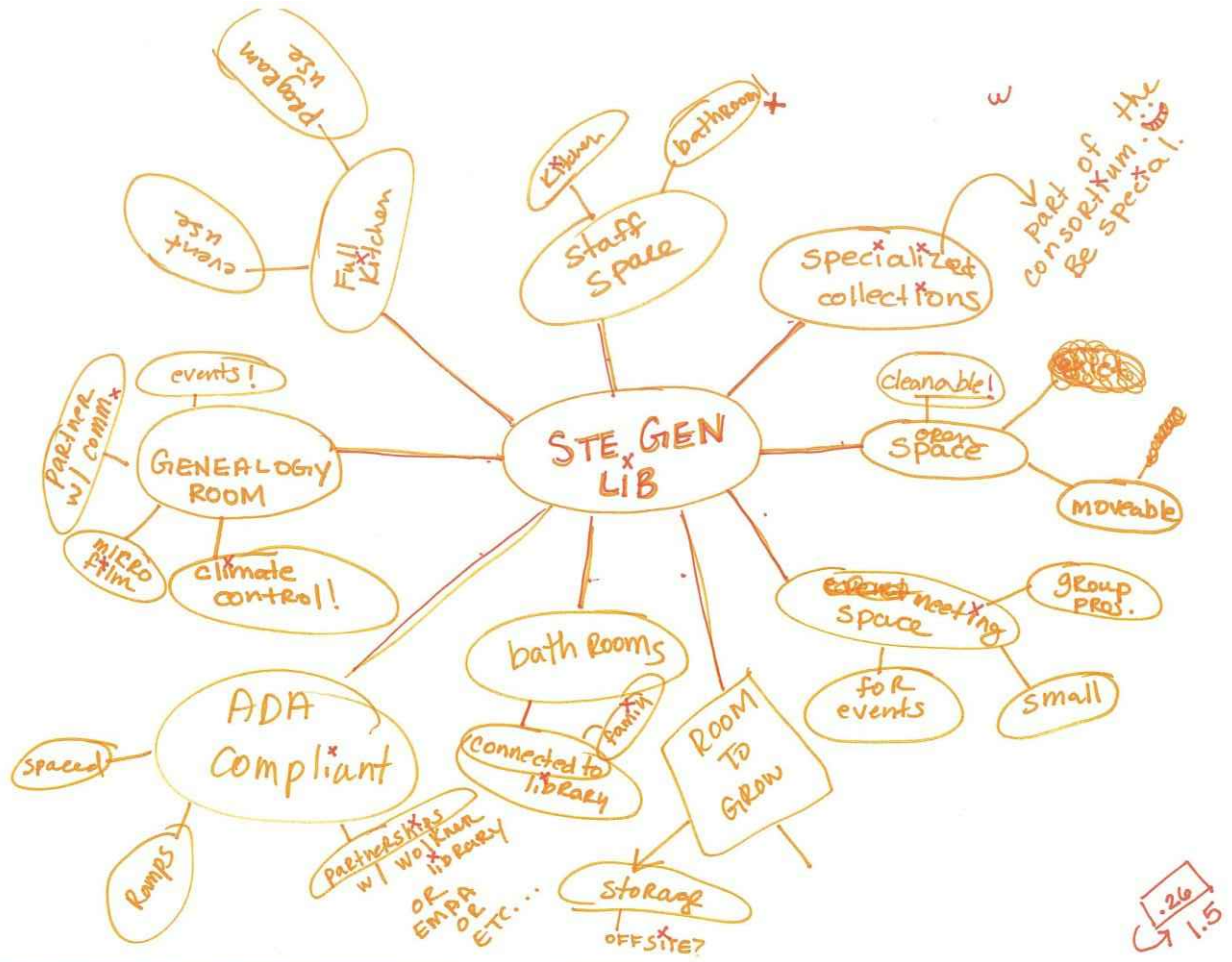 STE. GEN
LIB
Full
Kitchen
program
use
event
use
staff
space
kitchen
bathroom!
specialized
collections
part of the
consortium.
Be special.
open
space
cleanable!
moveable
meeting
space
group
pros.
for
events
small
ROOM
TO
GROW
storage
OFFSITE?
bath rooms
connected to
library
family
ADA
Compliant
spaced
Ramps
partnerships
library
OR
EMPA
OR
ETC...
GENEALOGY
ROOM
events!
partner
w/ comm.
micro
film
climate
control!
.26
1.5